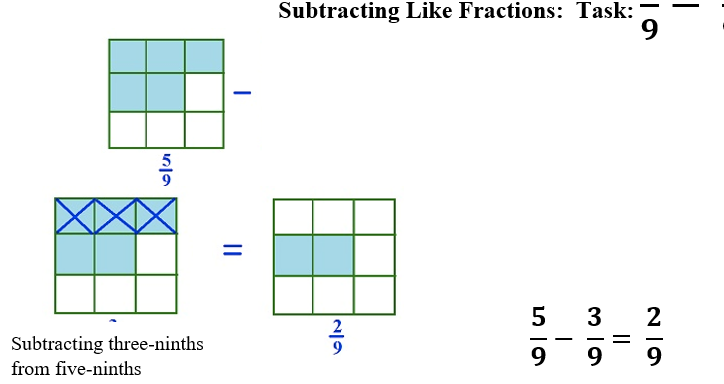 Subtracting Like Fractions: Task:
9
−
5
9
=
2
9
Subtracting three-ninths
from five-ninths
5/9 − 3/9 = 2/9